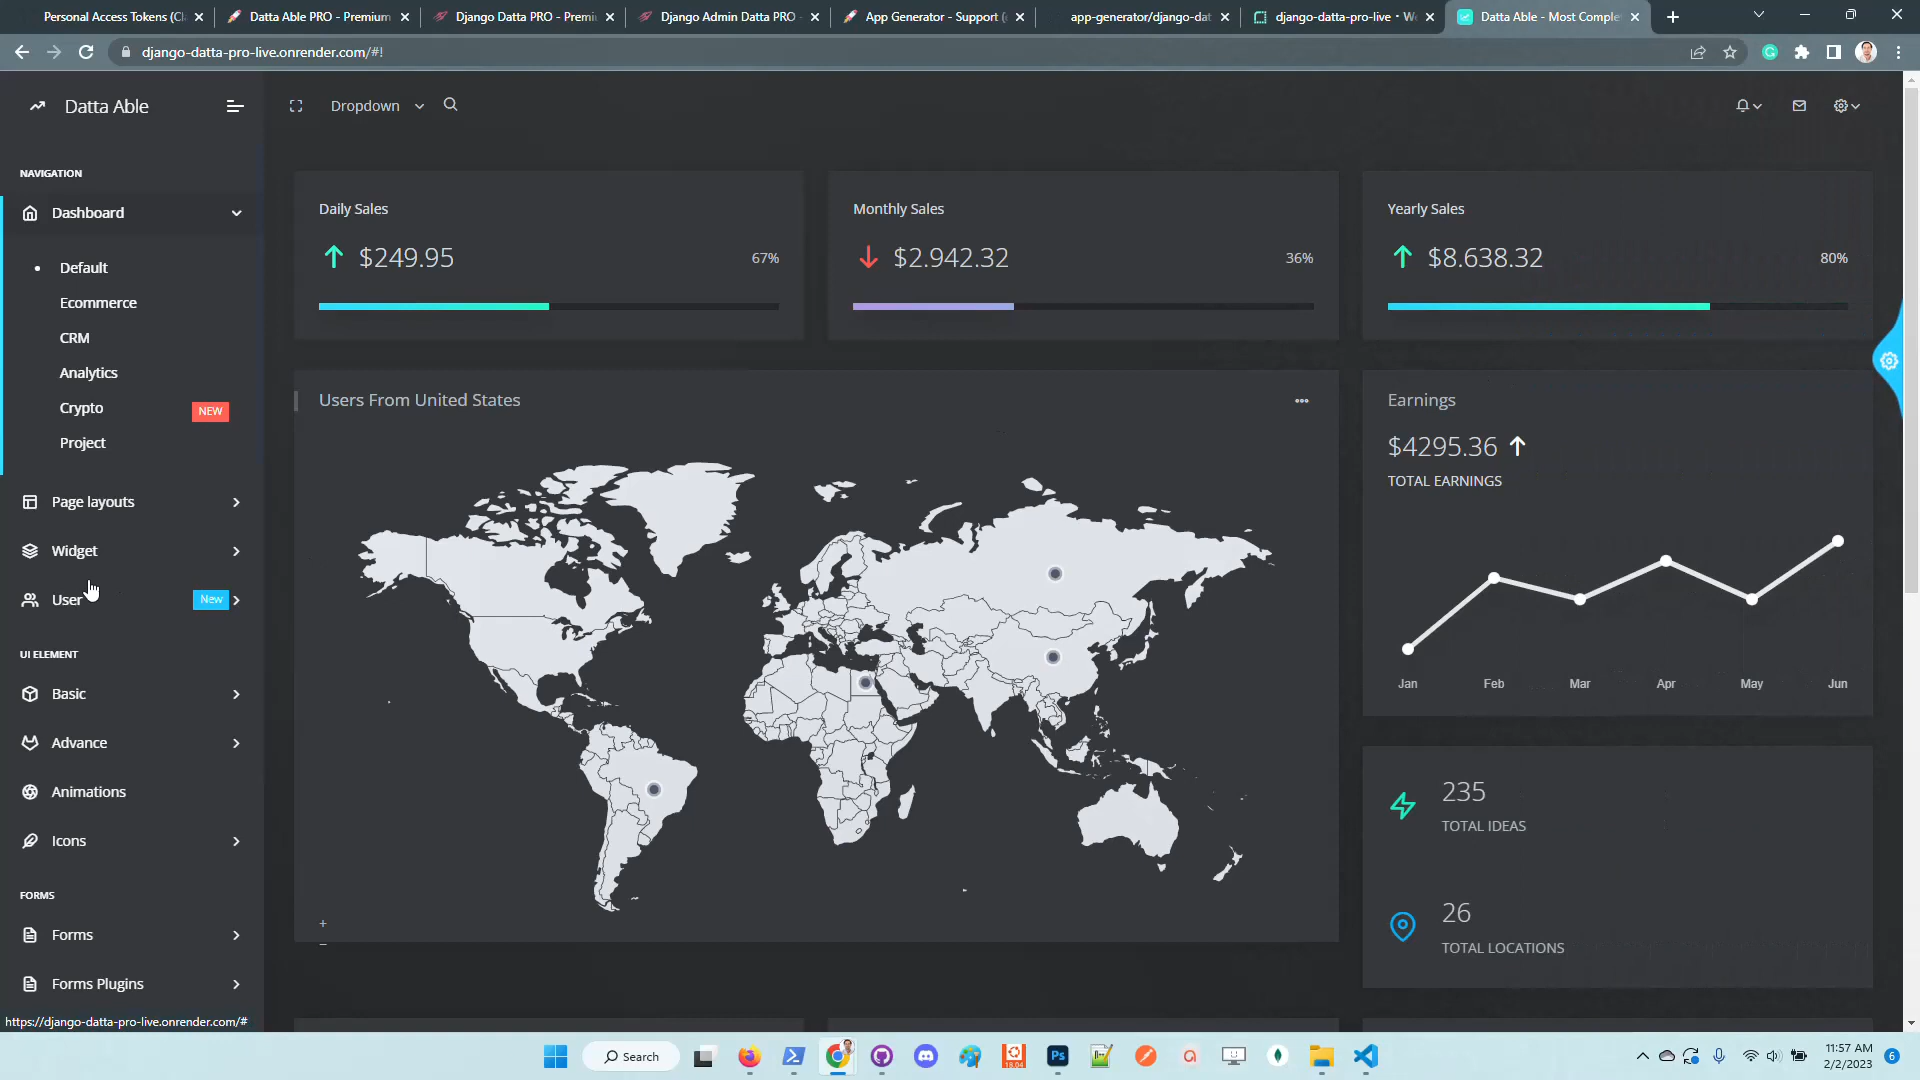 Personal Access Tokens (Cl
Datta Able PRO - Premium
Django Datta PRO - Premi
Django Admin Datta PRO -
App Generator - Support (
app-generator/django-dat
django-datta-pro-live · We
Datta Able - Most Comple
django-datta-pro-live.onrender.com/#!
Datta Able
Dropdown
NAVIGATION
Dashboard
Default
Ecommerce
CRM
Analytics
Crypto
NEW
Project
Page layouts
Widget
User
New
UI ELEMENT
Basic
Advance
Animations
Icons
FORMS
Forms
Forms Plugins
https://django-datta-pro-live.onrender.com/#
Daily Sales
$249.95
67%
Monthly Sales
$2.942.32
36%
Yearly Sales
$8.638.32
80%
Users From United States
+
−
Earnings
$4295.36
TOTAL EARNINGS
Jan Feb Mar Apr May Jun
235
TOTAL IDEAS
26
TOTAL LOCATIONS
Search
18.04
Ps
11:57 AM
2/2/2023
6